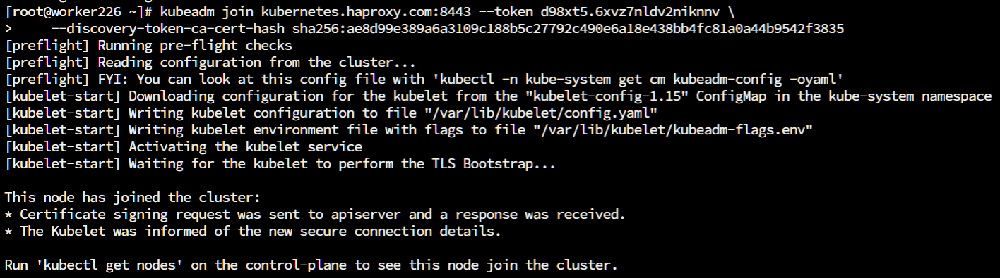 [root@worker226 ~]# kubeadm join kubernetes.haproxy.com:8443 --token d98xt5.6xvz7nldv2niknnv \
>     --discovery-token-ca-cert-hash sha256:ae8d99e389a6a3109c188b5c27792c490e6a18e438bb4fc81a0a44b9542f3835
[preflight] Running pre-flight checks
[preflight] Reading configuration from the cluster...
[preflight] FYI: You can look at this config file with 'kubectl -n kube-system get cm kubeadm-config -oyaml'
[kubelet-start] Downloading configuration for the kubelet from the "kubelet-config-1.15" ConfigMap in the kube-system namespace
[kubelet-start] Writing kubelet configuration to file "/var/lib/kubelet/config.yaml"
[kubelet-start] Writing kubelet environment file with flags to file "/var/lib/kubelet/kubeadm-flags.env"
[kubelet-start] Activating the kubelet service
[kubelet-start] Waiting for the kubelet to perform the TLS Bootstrap...

This node has joined the cluster:
* Certificate signing request was sent to apiserver and a response was received.
* The Kubelet was informed of the new secure connection details.

Run 'kubectl get nodes' on the control-plane to see this node join the cluster.